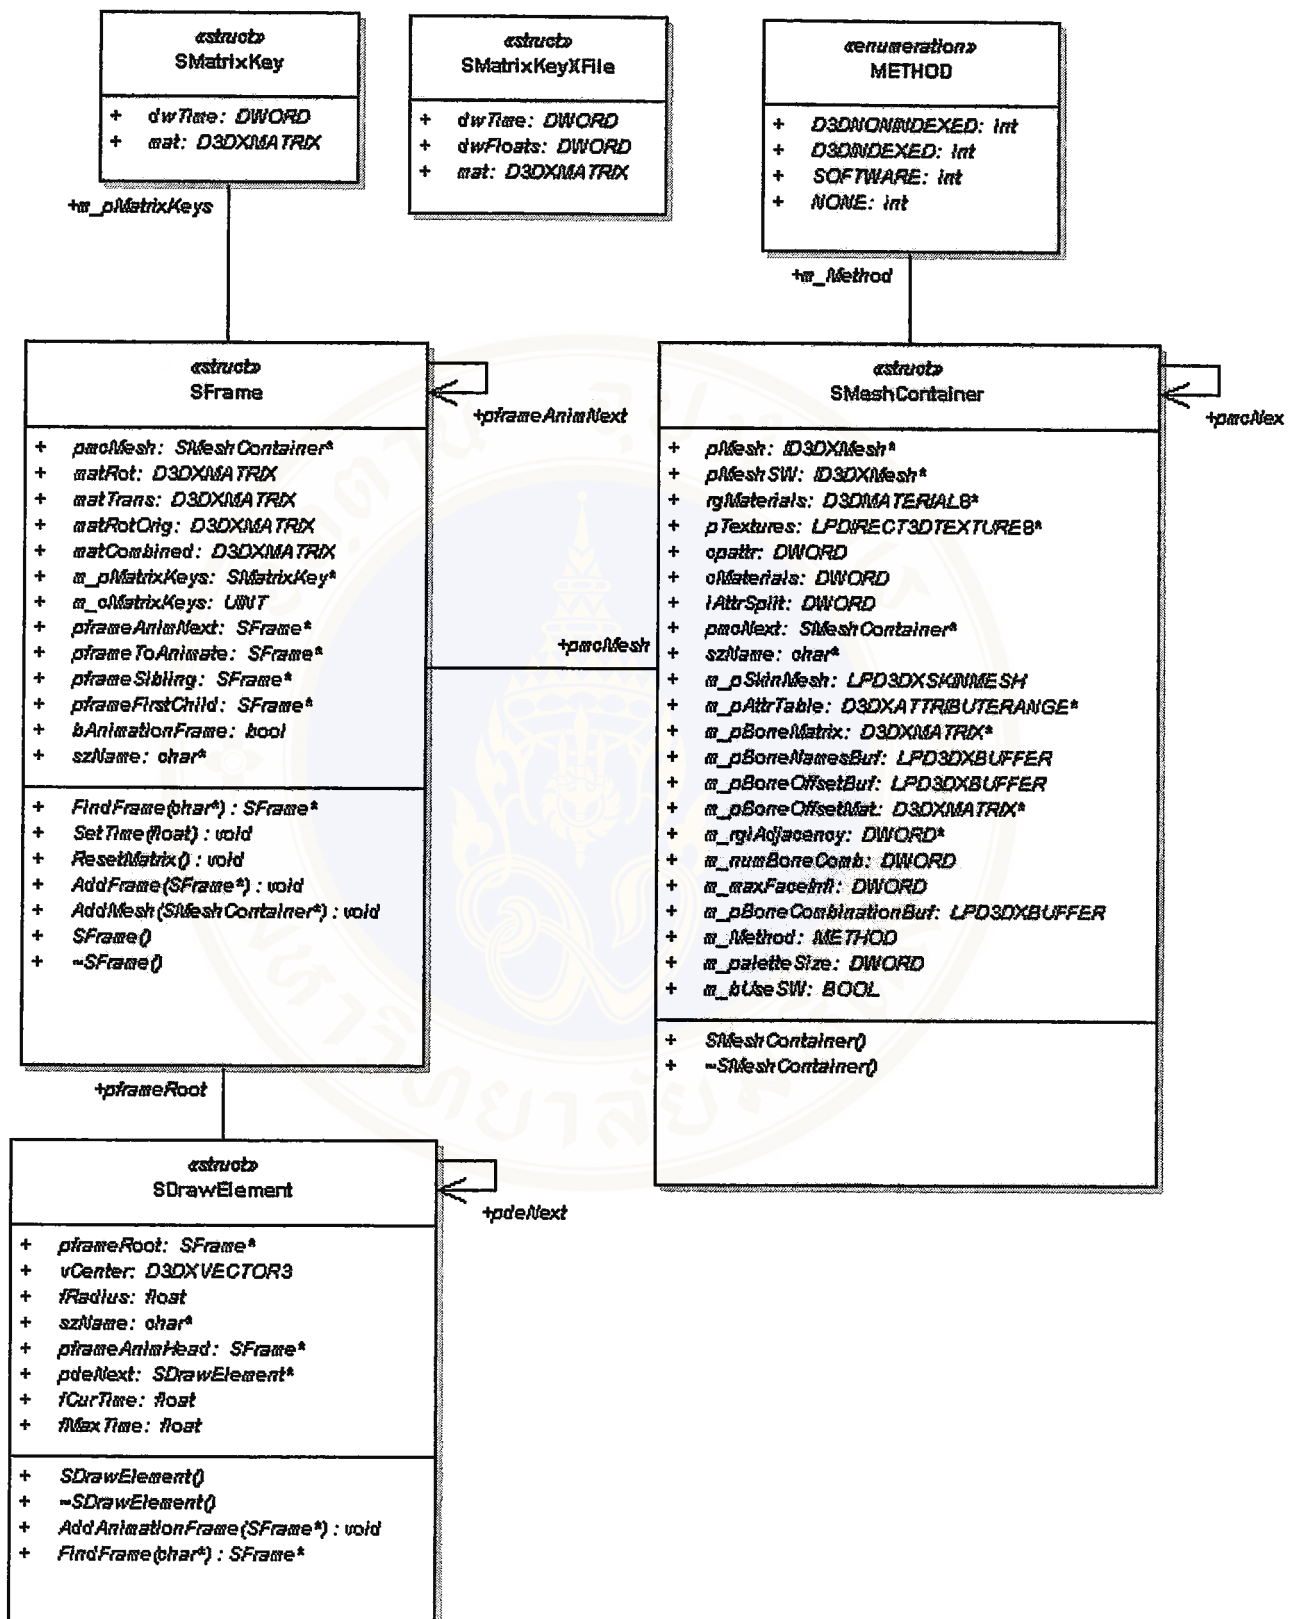 «struct»
SMatrixKey
+ dwTime: DWORD
+ mat: D3DXMATRIX
+m_pMatrixKeys
«struct»
SMatrixKeyXFile
+ dwTime: DWORD
+ dwFloats: DWORD
+ mat: D3DXMATRIX
«enumeration»
METHOD
+ D3DNONINDEXED: int
+ D3DINDEXED: int
+ SOFTWARE: int
+ NONE: int
+m_Method
«struct»
SFrame
+ pmcMesh: SMeshContainer*
+ matRot: D3DXMATRIX
+ matTrans: D3DXMATRIX
+ matRotOrig: D3DXMATRIX
+ matCombined: D3DXMATRIX
+ m_pMatrixKeys: SMatrixKey*
+ m_cMatrixKeys: UINT
+ pframeAnimNext: SFrame*
+ pframeToAnimate: SFrame*
+ pframeSibling: SFrame*
+ pframeFirstChild: SFrame*
+ bAnimationFrame: bool
+ szName: char*
+ FindFrame(char*) : SFrame*
+ SetTime(float) : void
+ ResetMatrix() : void
+ AddFrame(SFrame*) : void
+ AddMesh(SMeshContainer*) : void
+ SFrame()
+ ~SFrame()
+pframeAnimNext
+pmcMesh
«struct»
SMeshContainer
+ pMesh: ID3DXMesh*
+ pMeshSW: ID3DXMesh*
+ rgMaterials: D3DMATERIAL8*
+ pTextures: LPDIRECT3DTEXTURE8*
+ cpattr: DWORD
+ cMaterials: DWORD
+ iAttrSplit: DWORD
+ pmcNext: SMeshContainer*
+ szName: char*
+ m_pSkinMesh: LPD3DXSKINMESH
+ m_pAttrTable: D3DXATTRIBUTERANGE*
+ m_pBoneMatrix: D3DXMATRIX*
+ m_pBoneNamesBuf: LPD3DXBUFFER
+ m_pBoneOffsetBuf: LPD3DXBUFFER
+ m_pBoneOffsetMat: D3DXMATRIX*
+ m_rgiAdjacency: DWORD*
+ m_numBoneComb: DWORD
+ m_maxFaceInfl: DWORD
+ m_pBoneCombinationBuf: LPD3DXBUFFER
+ m_Method: METHOD
+ m_paletteSize: DWORD
+ m_bUseSW: BOOL
+ SMeshContainer()
+ ~SMeshContainer()
+pmcNex
+pframeRoot
«struct»
SDrawElement
+ pframeRoot: SFrame*
+ vCenter: D3DXVECTOR3
+ fRadius: float
+ szName: char*
+ pframeAnimHead: SFrame*
+ pdeNext: SDrawElement*
+ fCurTime: float
+ fMaxTime: float
+ SDrawElement()
+ ~SDrawElement()
+ AddAnimationFrame(SFrame*) : void
+ FindFrame(char*) : SFrame*
+pdeNext